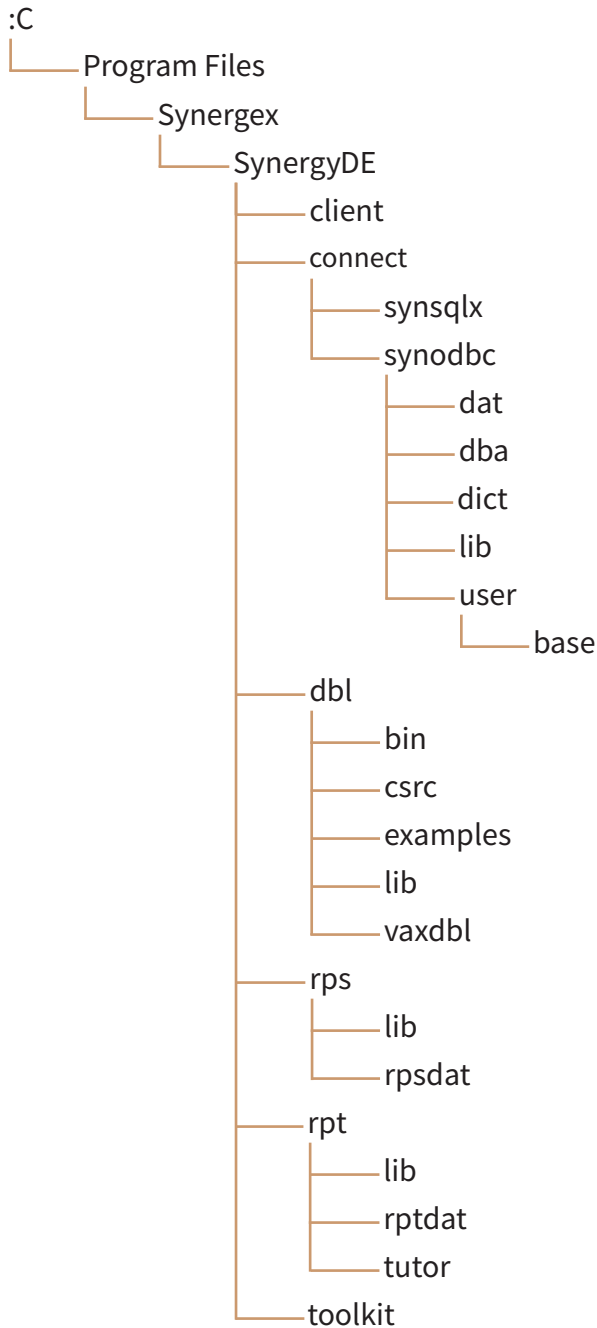 :C
Program Files
Synergex
SynergyDE
client
connect
synsqlx
synodbc
dat
dba
dict
lib
user
base
dbl
bin
csrc
examples
lib
vaxdbl
rps
lib
rpsdat
rpt
lib
rptdat
tutor
toolkit